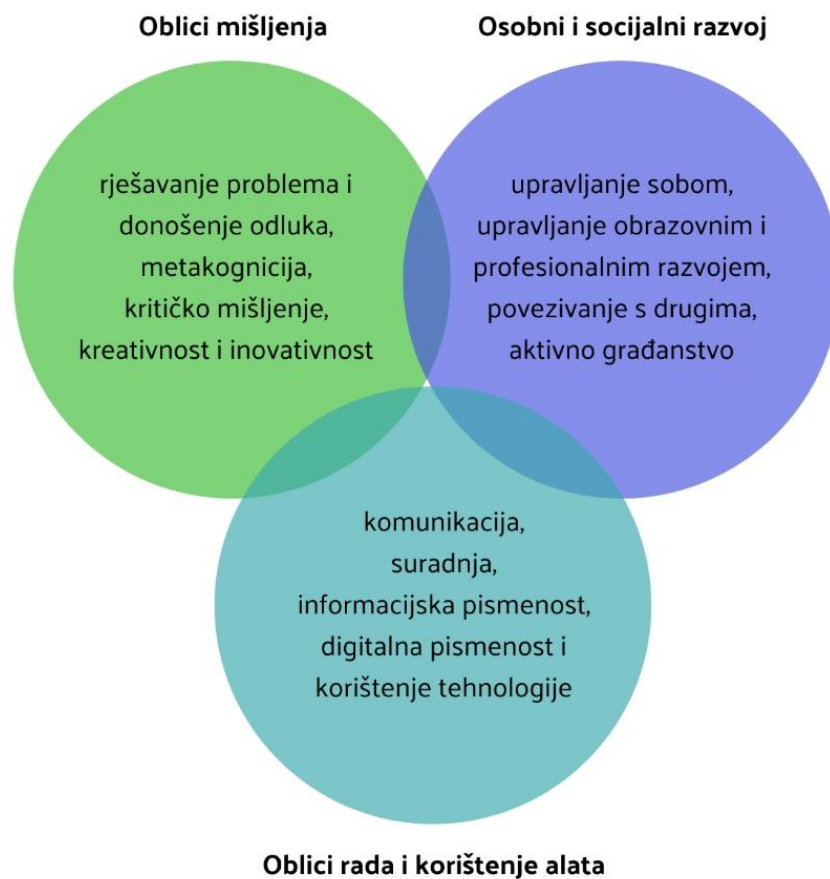 Oblici mišljenja
Osobni i socijalni razvoj
rješavanje problema i
donošenje odluka,
metakognicija,
kritičko mišljenje,
kreativnost i inovativnost
upravljanje sobom,
upravljanje obrazovnim i
profesionalnim razvojem,
povezivanje s drugima,
aktivno građanstvo
komunikacija,
suradnja,
informacijska pismenost,
digitalna pismenost i
korištenje tehnologije
Oblici rada i korištenje alata